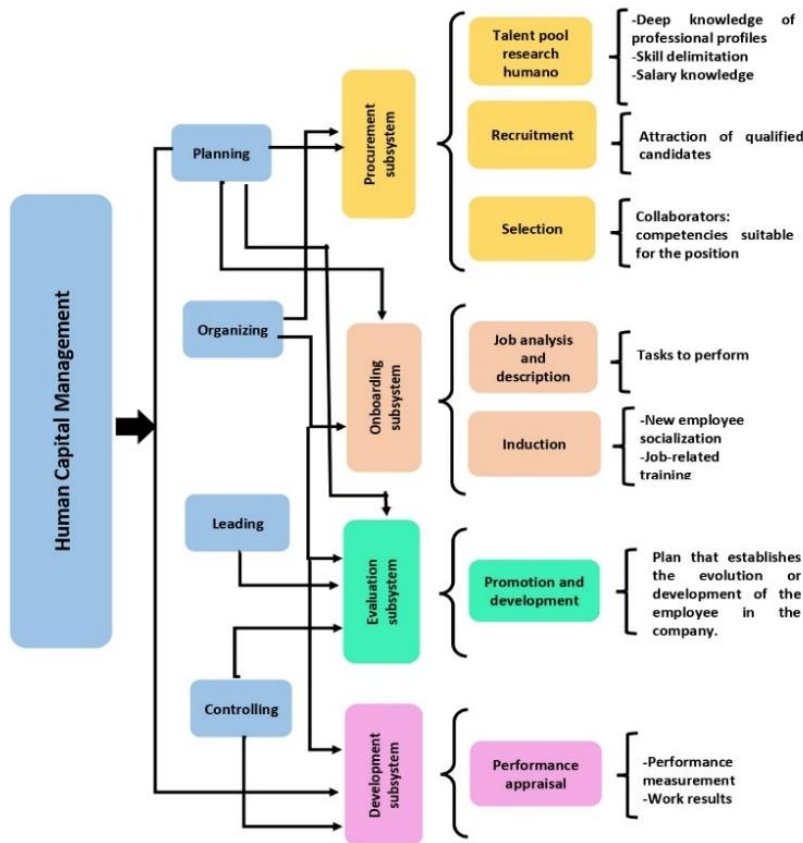 Human Capital Management
Planning
Organizing
Leading
Controlling
Procurement
subsystem
Talent pool
research
humano
-Deep knowledge of
professional profiles
-Skill delimitation
-Salary knowledge
Recruitment
Attraction of qualified
candidates
Selection
Collaborators:
competencies suitable
for the position
Onboarding
subsystem
Job analysis
and
description
Tasks to perform
Induction
-New employee
socialization
-Job-related
training
Evaluation
subsystem
Promotion and
development
Plan that establishes
the evolution or
development of the
employee in the
company.
Development
subsystem
Performance
appraisal
-Performance
measurement
-Work results